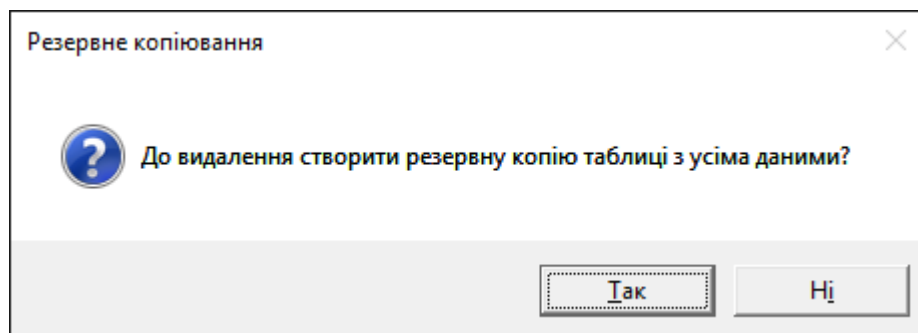 Резервне копіювання
До видалення створити резервну копію таблиці з усіма даними?
Так
Ні